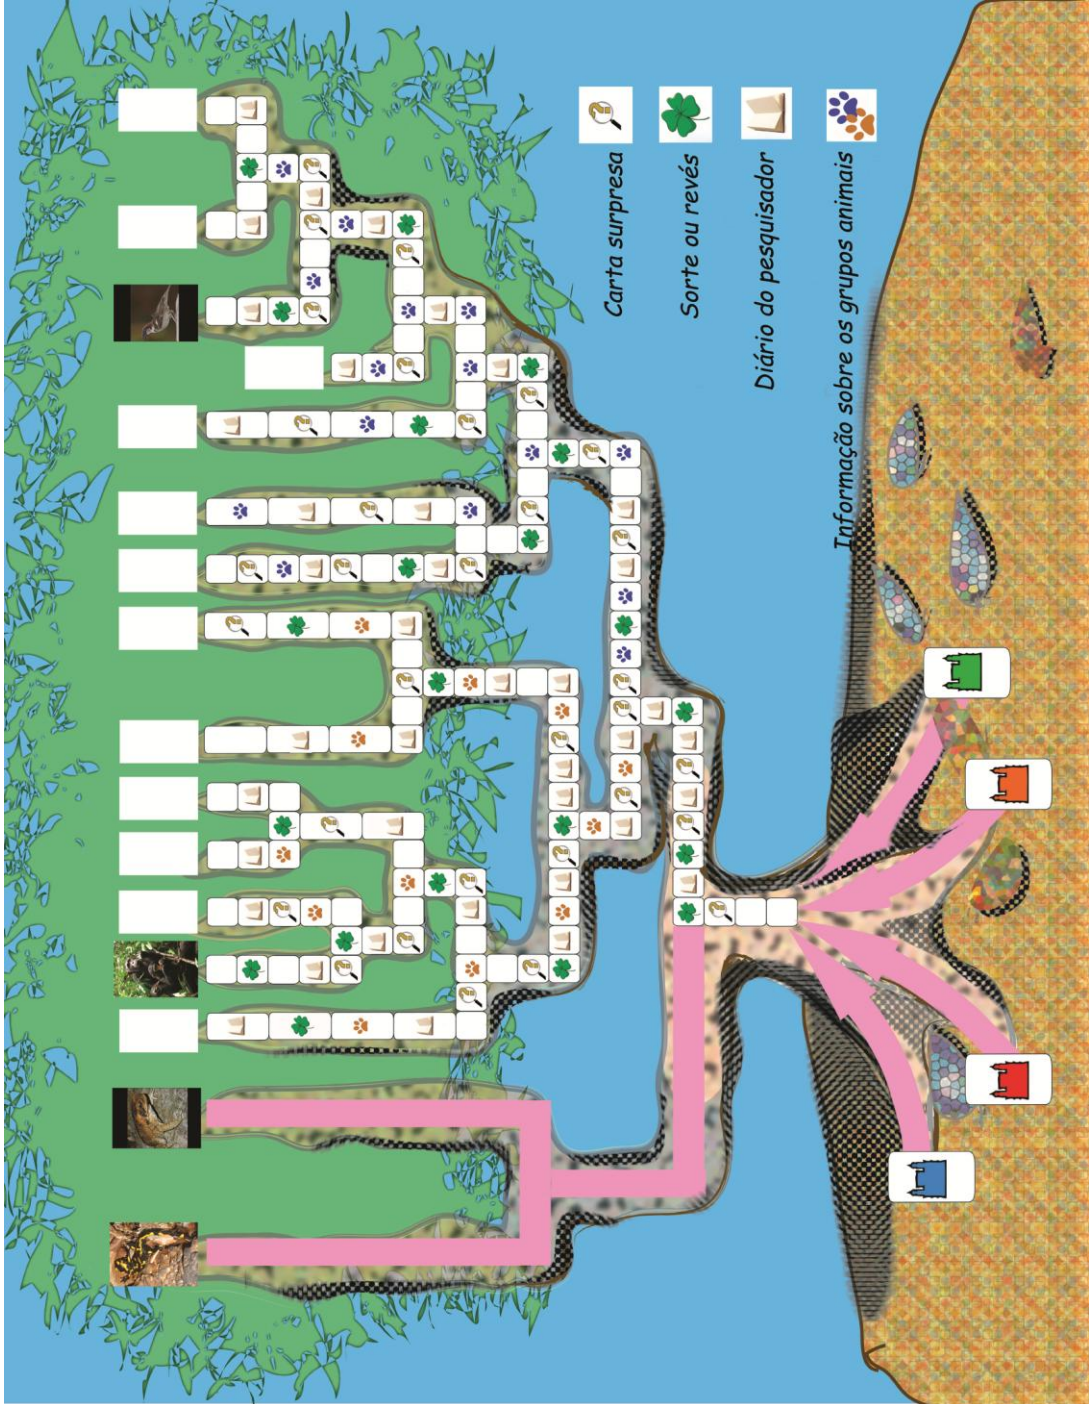 Carta surpresa
Sorte ou revés
Diário do pesquisador
Informação sobre os grupos animais